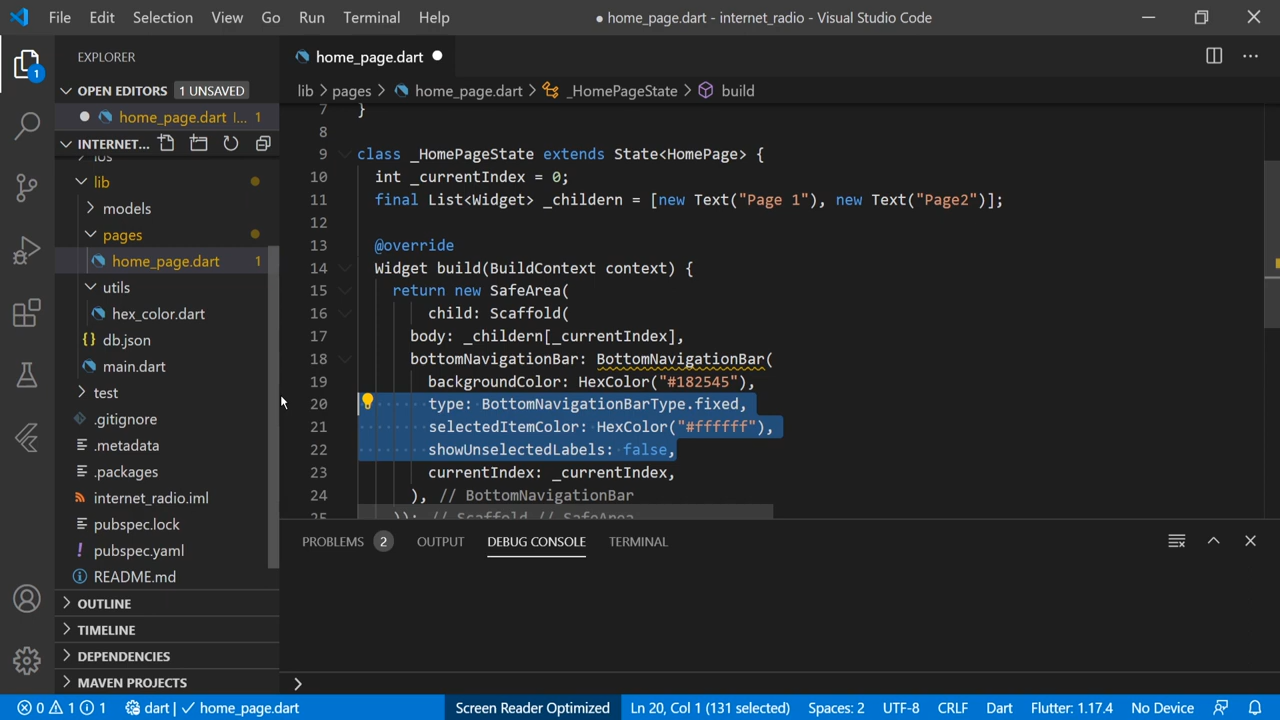 File Edit Selection View Go Run Terminal Help ● home_page.dart - internet_radio - Visual Studio Code
EXPLORER
1
OPEN EDITORS 1 UNSAVED
● home_page.dart |... 1
INTERNET...
ios
lib
models
pages
home_page.dart 1
utils
hex_color.dart
{} db.json
main.dart
test
.gitignore
.metadata
.packages
internet_radio.iml
pubspec.lock
! pubspec.yaml
README.md
OUTLINE
TIMELINE
DEPENDENCIES
MAVEN PROJECTS
home_page.dart ●
lib > pages > home_page.dart > _HomePageState > build
7 }
8
9 class _HomePageState extends State<HomePage> {
10 int _currentIndex = 0;
11 final List<Widget> _childern = [new Text("Page 1"), new Text("Page2")];
12
13 @override
14 Widget build(BuildContext context) {
15 return new SafeArea(
16 child: Scaffold(
17 body: _childern[_currentIndex],
18 bottomNavigationBar: BottomNavigationBar(
19 backgroundColor: HexColor("#182545"),
20 type: BottomNavigationBarType.fixed,
21 selectedItemColor: HexColor("#ffffff"),
22 showUnselectedLabels: false,
23 currentIndex: _currentIndex,
24 ), // BottomNavigationBar
25 )); // Scaffold // SafeArea
PROBLEMS 2 OUTPUT DEBUG CONSOLE TERMINAL
>
0 1 1 dart | ✓ home_page.dart Screen Reader Optimized Ln 20, Col 1 (131 selected) Spaces: 2 UTF-8 CRLF Dart Flutter: 1.17.4 No Device